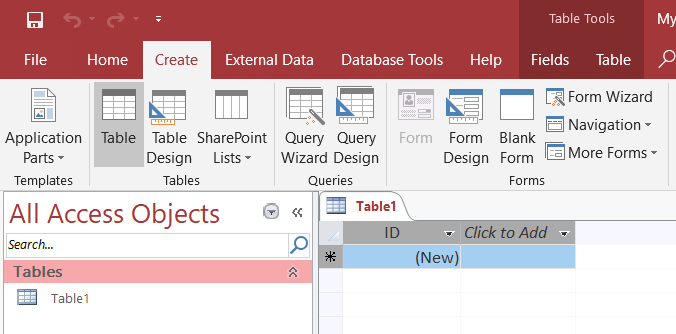 Table Tools
My
File Home Create External Data Database Tools Help Fields Table
Application Parts
Templates
Table
Table Design
SharePoint Lists
Tables
Query Wizard
Query Design
Queries
Form
Form Design
Blank Form
Form Wizard
Navigation
More Forms
Forms
All Access Objects
Search...
Tables
Table1
Table1
ID Click to Add
(New)